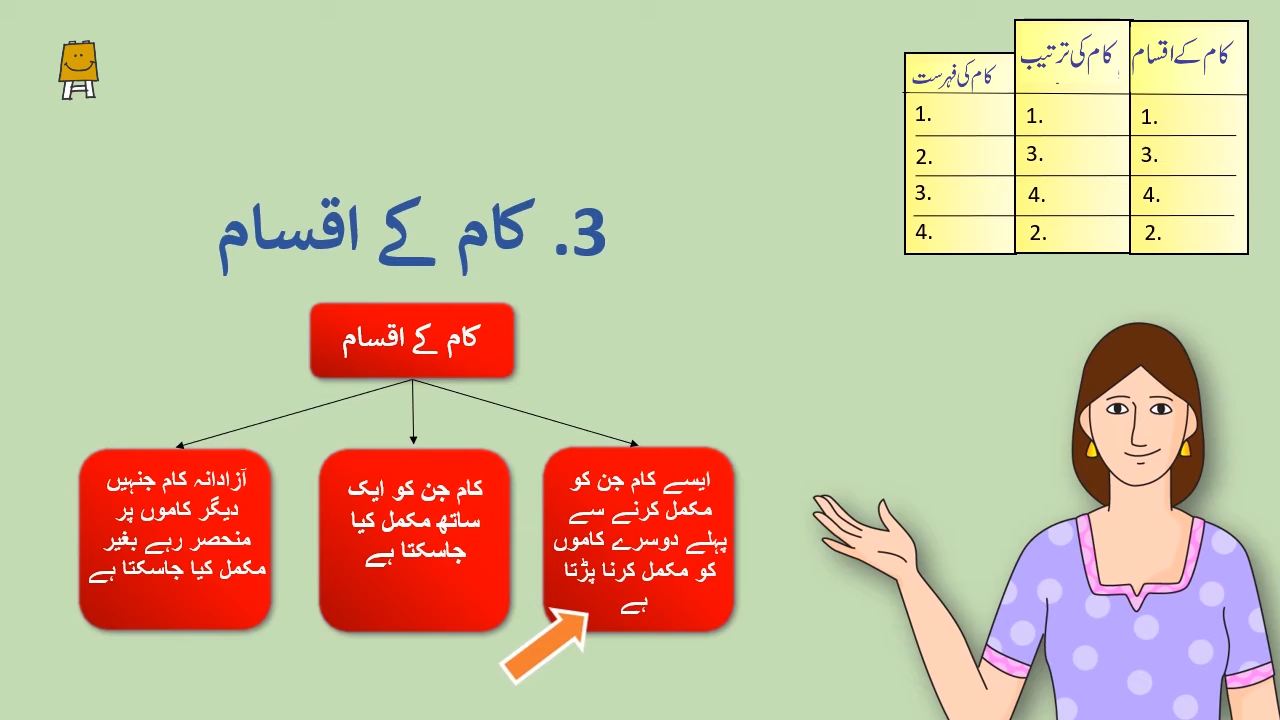 کام کے اقسام
کام کی ترتیب
کام کی فہرست
1.
1.
1.
3.
3.
2.
4.
4.
3.
2.
2.
4.
3. کام کے اقسام
کام کے اقسام
ایسے کام جن کو
مکمل کرنے سے
پہلے دوسرے کاموں
کو مکمل کرنا پڑتا
ہے
کام جن کو ایک
ساتھ مکمل کیا
جاسکتا ہے
آزادانہ کام جنہیں
دیگر کاموں پر
منحصر رہے بغیر
مکمل کیا جاسکتا ہے